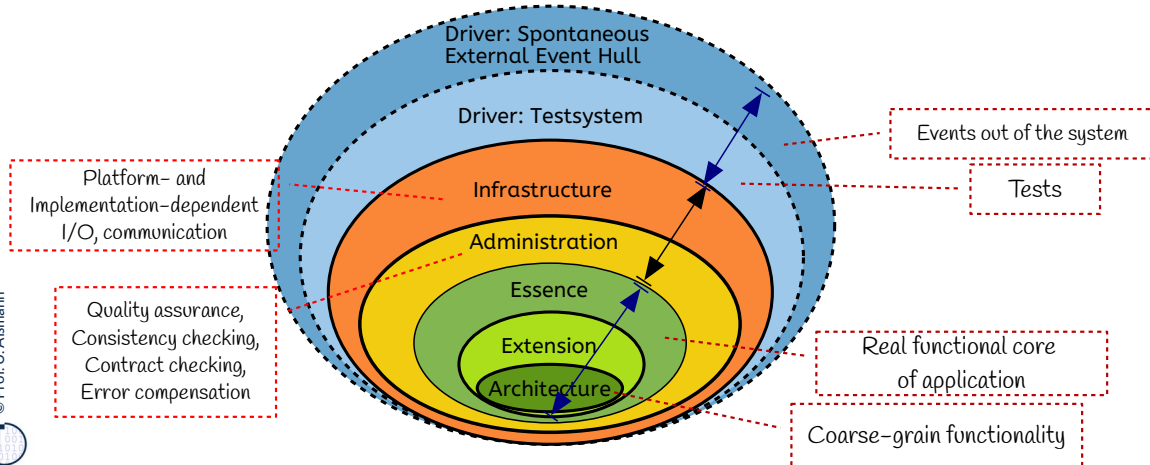 Driver: Spontaneous
External Event Hull
Driver: Testsystem
Events out of the system
Tests
Platform- and
Implementation-dependent
I/O, communication
Infrastructure
Administration
Essence
Quality assurance,
Consistency checking,
Contract checking,
Error compensation
Extension
Architecture
Real functional core
of application
Coarse-grain functionality